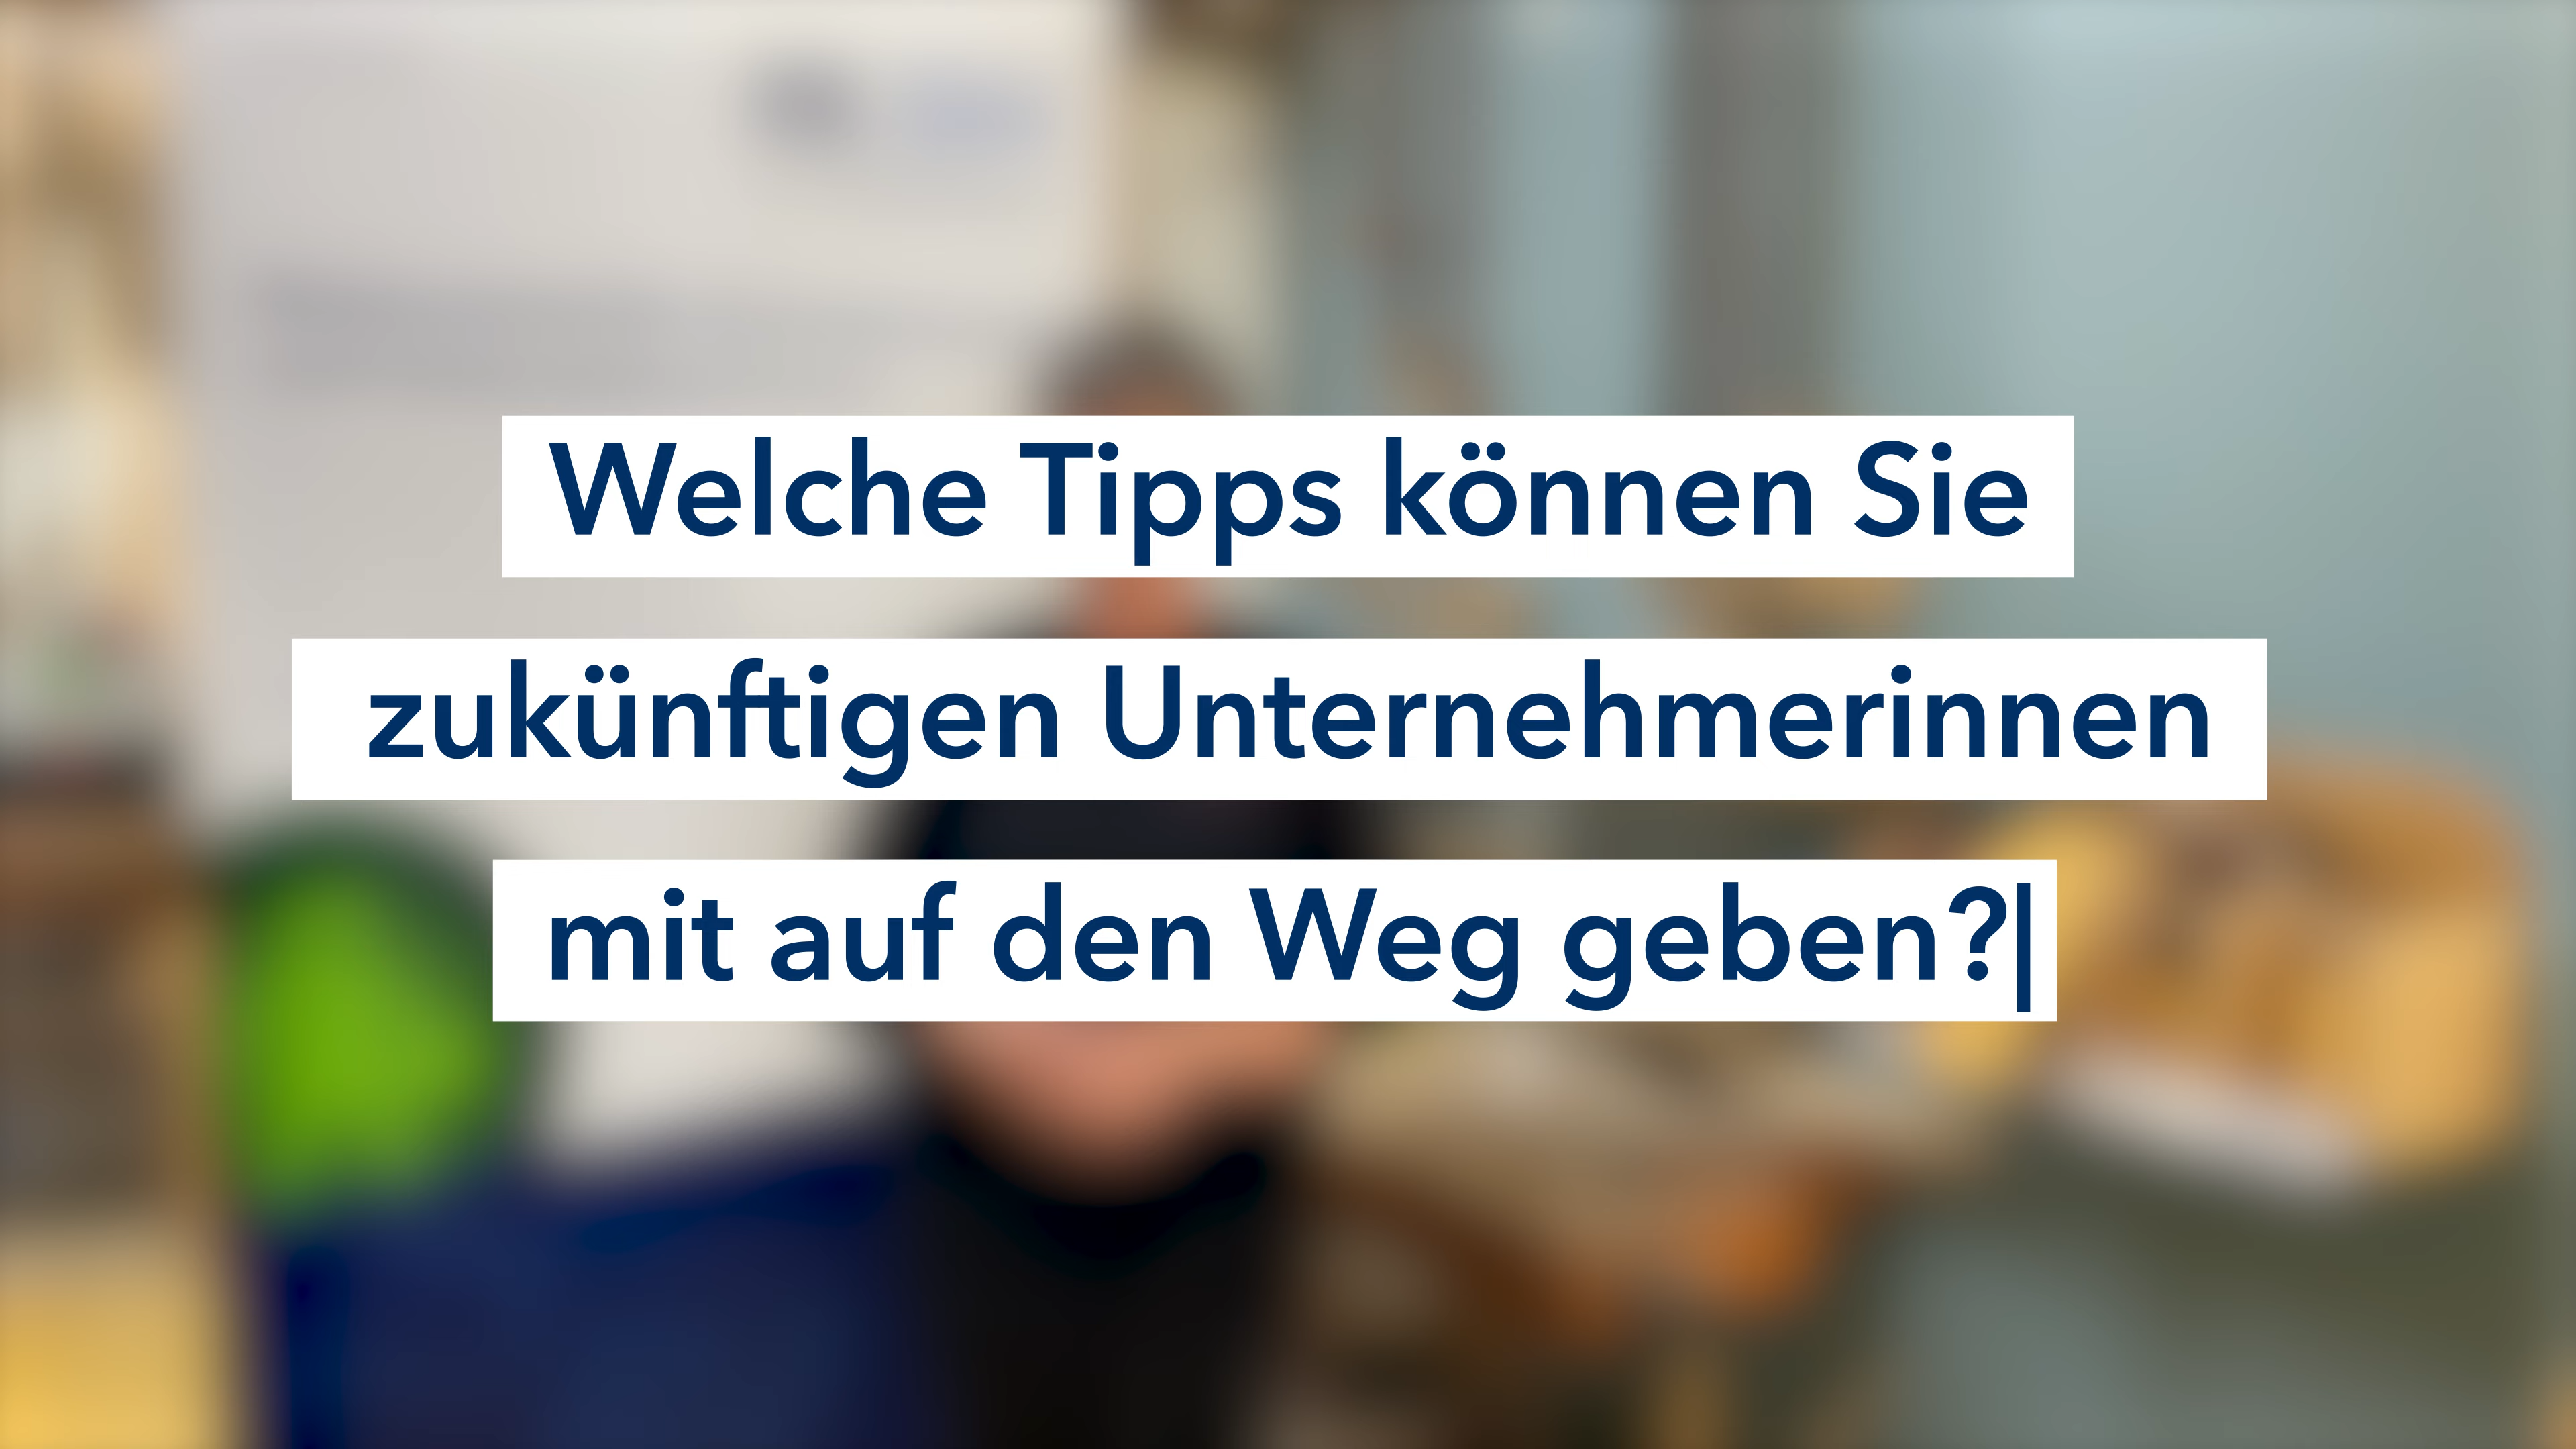 Welche Tipps können Sie
zukünftigen Unternehmerinnen
mit auf den Weg geben?|